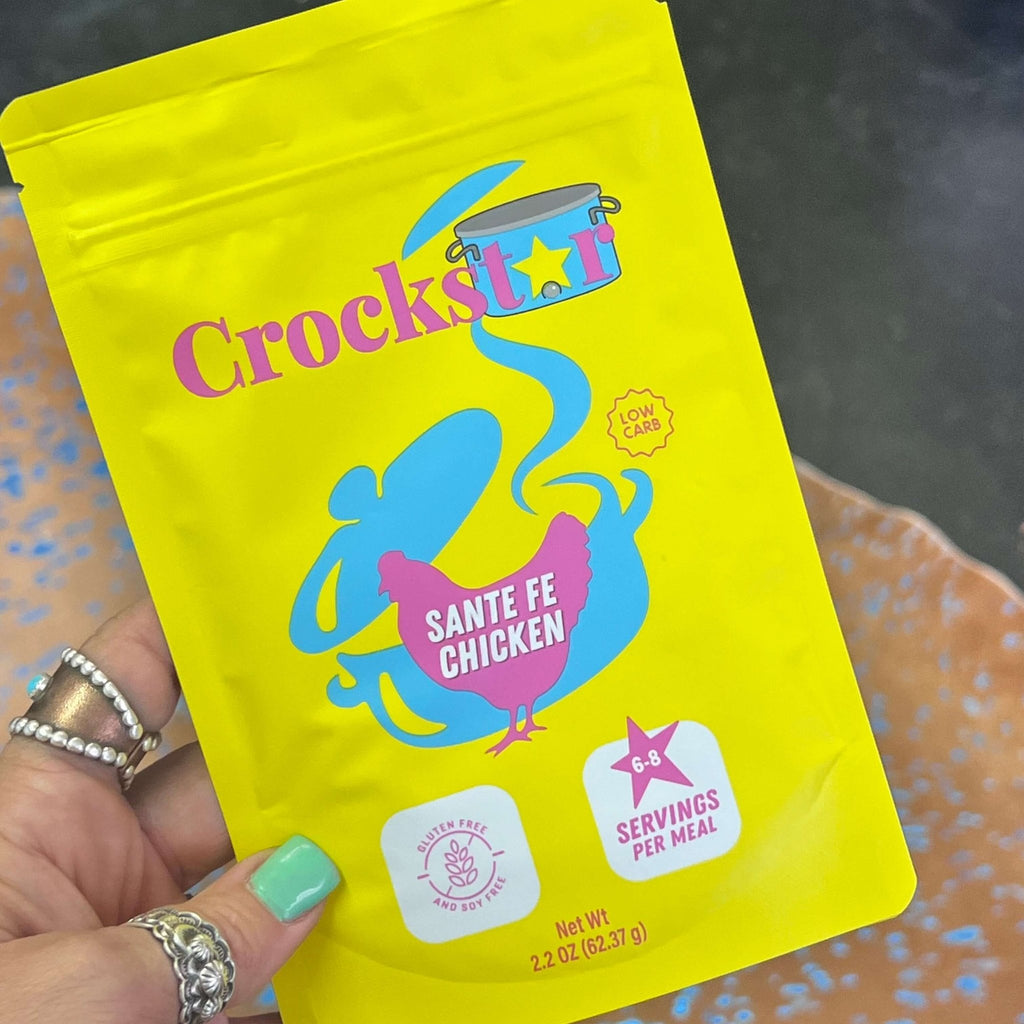 Crockstar
LOW
CARB
SANTE FE
CHICKEN
6-8
SERVINGS
PER MEAL
GLUTEN FREE
AND SOY FREE
Net Wt
2.2 OZ (62.37 g)